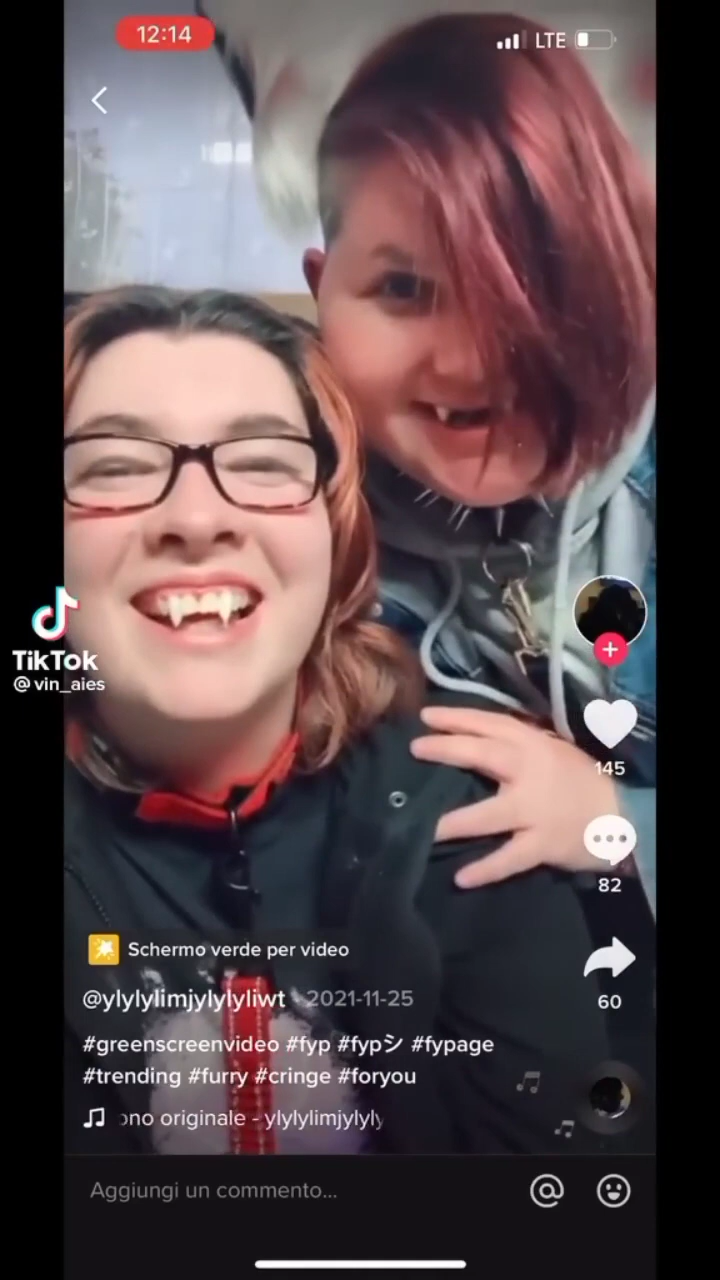 12:14
LTE
TikTok
@vin_aies
145
82
60
Schermo verde per video
@ylylylimjylylyliwt · 2021-11-25
#greenscreenvideo #fyp #fypシ #fypage
#trending #furry #cringe #foryou
ono originale - ylylylimjylyly
Aggiungi un commento...